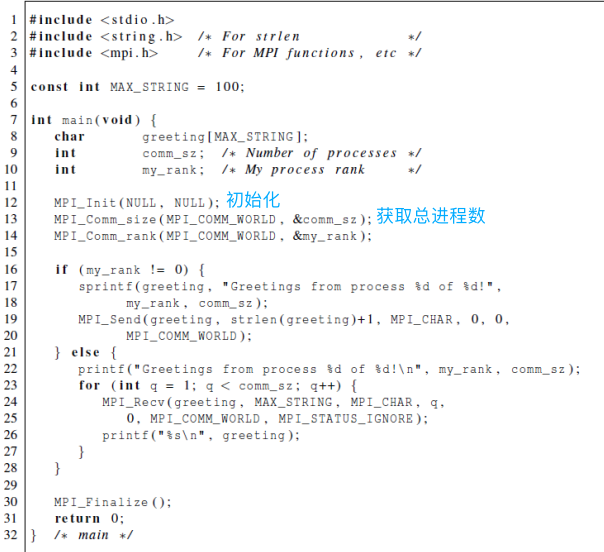 1 #include <stdio.h>
2 #include <string.h> /* For strlen */
3 #include <mpi.h> /* For MPI functions, etc */
4
5 const int MAX_STRING = 100;
6
7 int main(void) {
8 char greeting[MAX_STRING];
9 int comm_sz; /* Number of processes */
10 int my_rank; /* My process rank */
11
12 MPI_Init(NULL, NULL); 初始化
13 MPI_Comm_size(MPI_COMM_WORLD, &comm_sz); 获取总进程数
14 MPI_Comm_rank(MPI_COMM_WORLD, &my_rank);
15
16 if (my_rank != 0) {
17 sprintf(greeting, "Greetings from process %d of %d!",
18 my_rank, comm_sz);
19 MPI_Send(greeting, strlen(greeting)+1, MPI_CHAR, 0, 0,
20 MPI_COMM_WORLD);
21 } else {
22 printf("Greetings from process %d of %d!\n", my_rank, comm_sz);
23 for (int q = 1; q < comm_sz; q++) {
24 MPI_Recv(greeting, MAX_STRING, MPI_CHAR, q,
25 0, MPI_COMM_WORLD, MPI_STATUS_IGNORE);
26 printf("%s\n", greeting);
27 }
28 }
29
30 MPI_Finalize();
31 return 0;
32 } /* main */